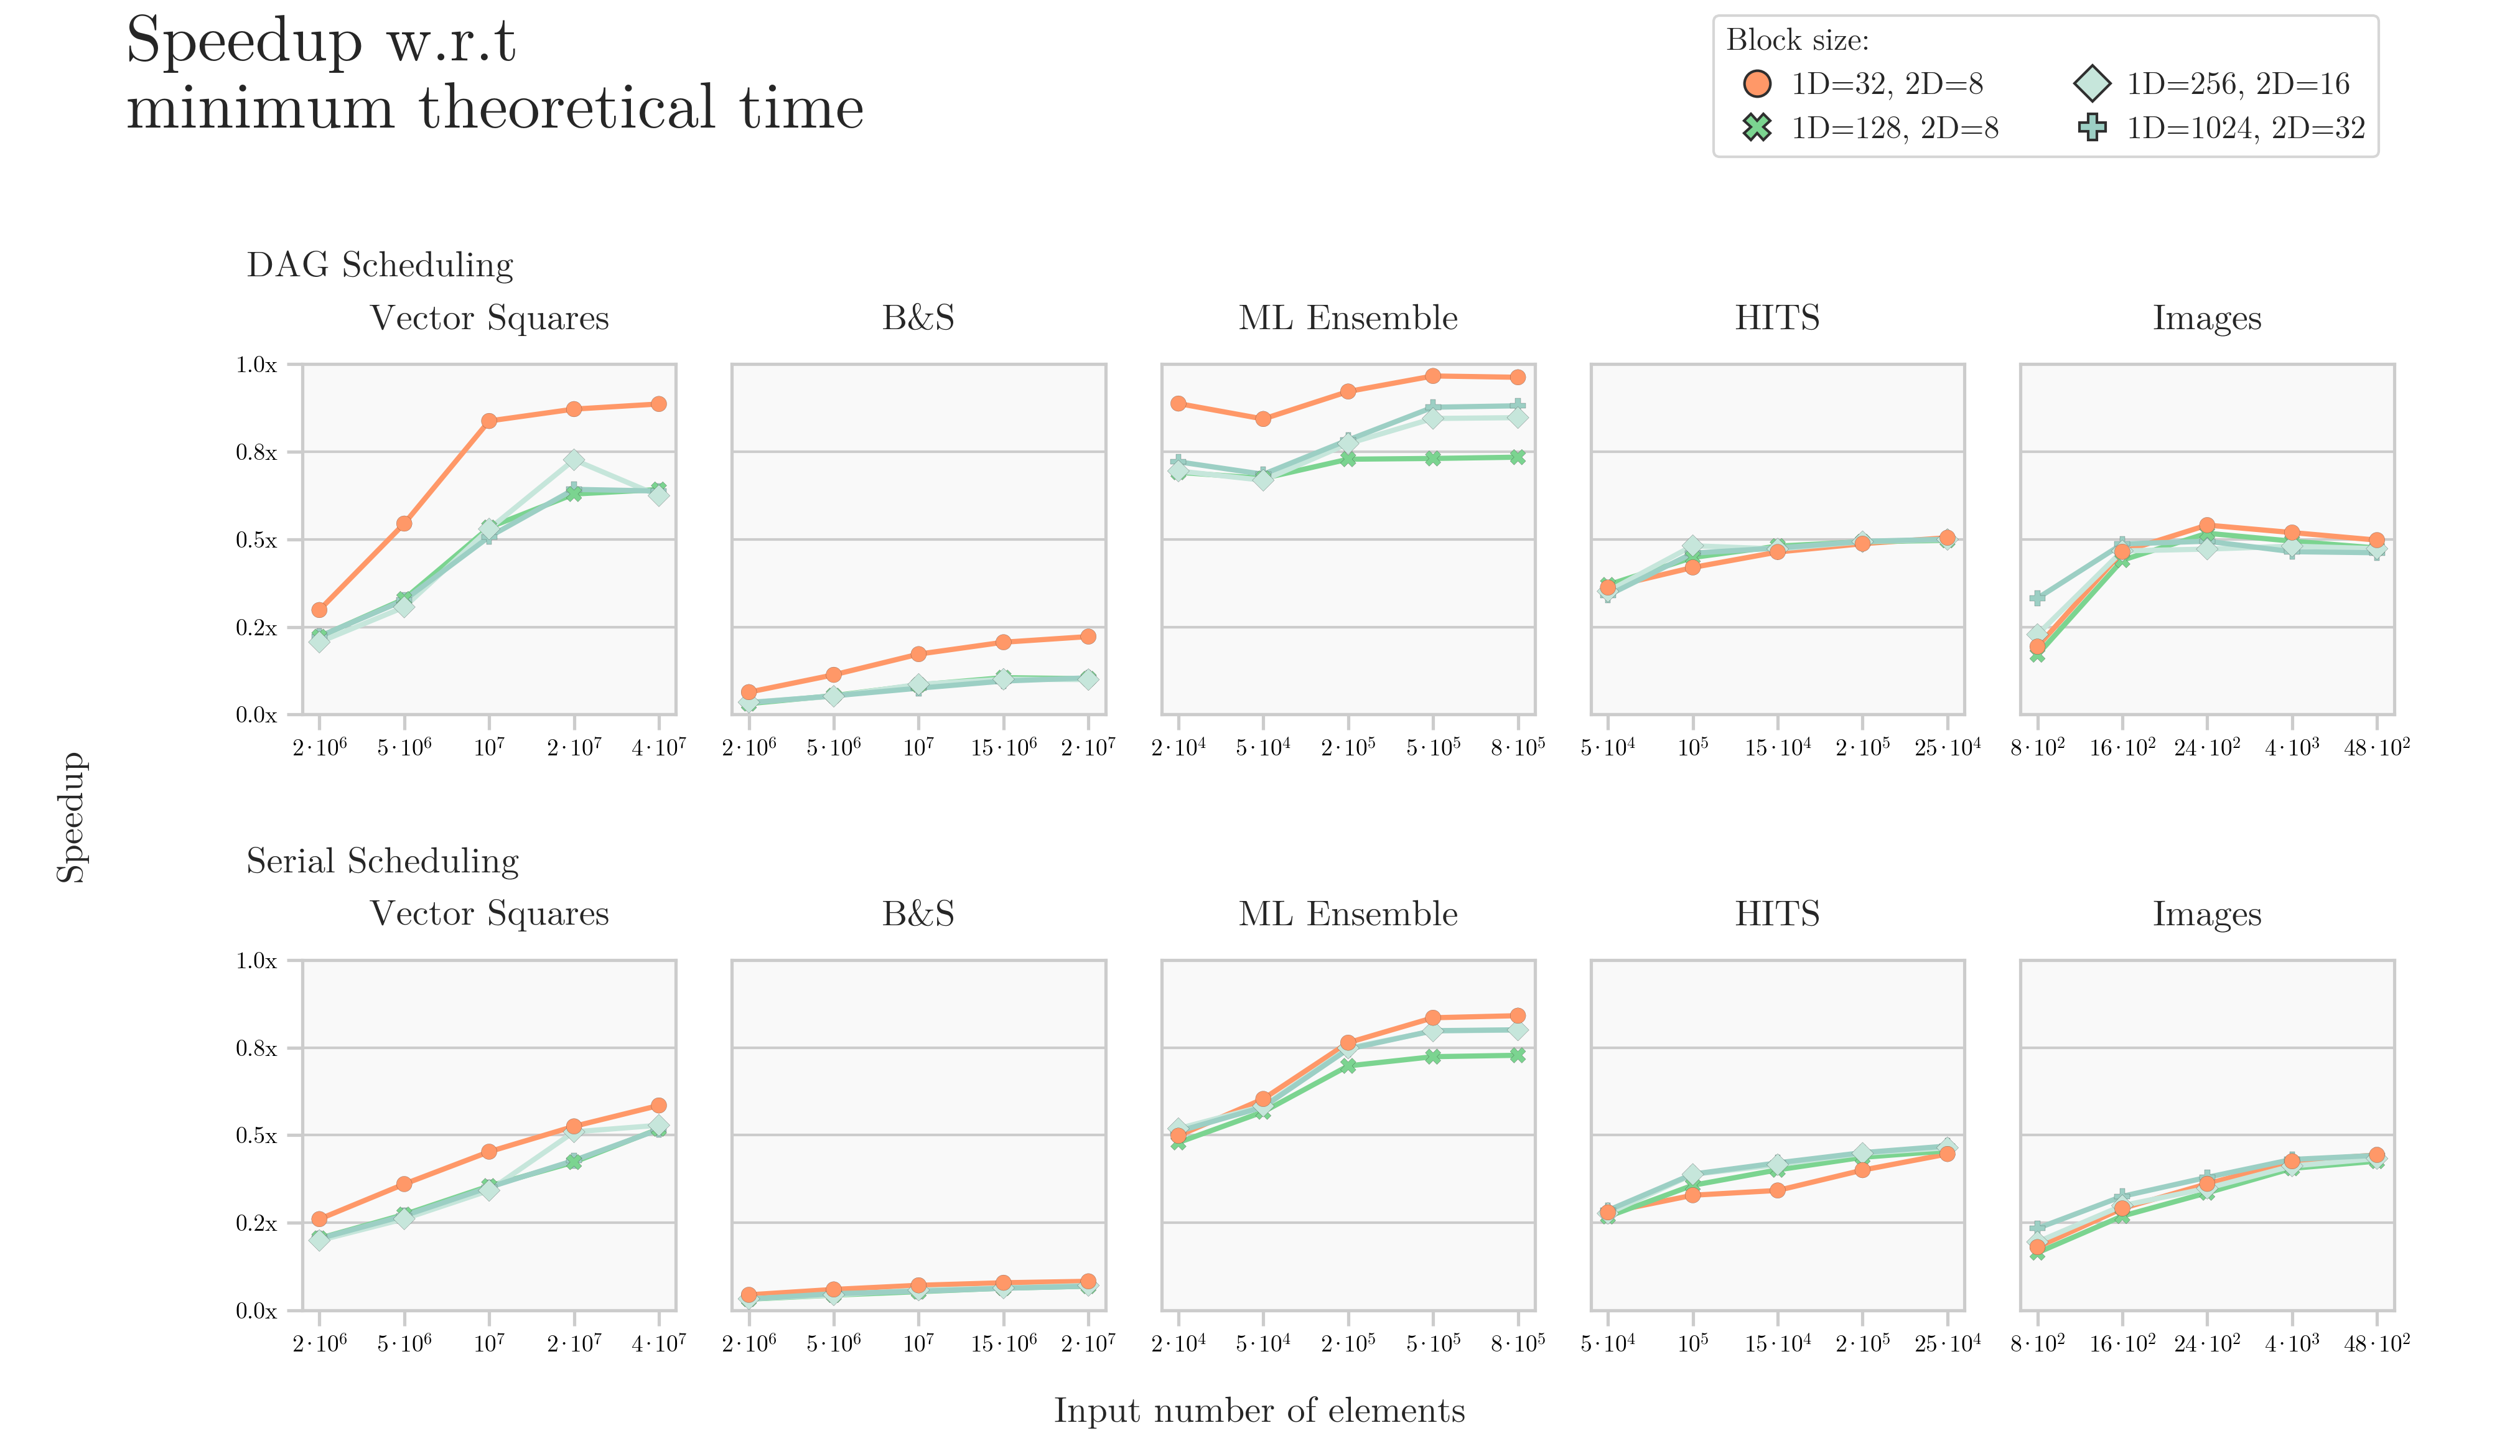 Speedup w.r.t
minimum theoretical time
Block size:
1D=32, 2D=8
1D=256, 2D=16
1D=128, 2D=8
1D=1024, 2D=32
DAG Scheduling
Vector Squares
B&S
ML Ensemble
HITS
Images
1.0x
0.8x
0.5x
0.2x
0.0x
2·10⁶ 5·10⁶ 10⁷ 2·10⁷ 4·10⁷
2·10⁶ 5·10⁶ 10⁷ 15·10⁶ 2·10⁷
2·10⁴ 5·10⁴ 2·10⁵ 5·10⁵ 8·10⁵
5·10⁴ 10⁵ 15·10⁴ 2·10⁵ 25·10⁴
8·10² 16·10² 24·10² 4·10³ 48·10²
Speedup
Serial Scheduling
Vector Squares
B&S
ML Ensemble
HITS
Images
1.0x
0.8x
0.5x
0.2x
0.0x
2·10⁶ 5·10⁶ 10⁷ 2·10⁷ 4·10⁷
2·10⁶ 5·10⁶ 10⁷ 15·10⁶ 2·10⁷
2·10⁴ 5·10⁴ 2·10⁵ 5·10⁵ 8·10⁵
5·10⁴ 10⁵ 15·10⁴ 2·10⁵ 25·10⁴
8·10² 16·10² 24·10² 4·10³ 48·10²
Input number of elements